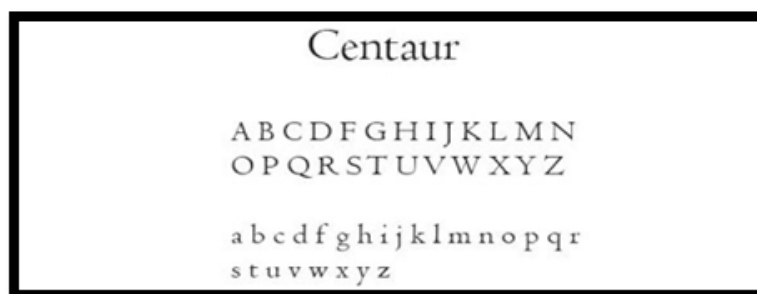 Centaur
A B C D F G H I J K L M N
O P Q R S T U V W X Y Z
a b c d f g h i j k l m n o p q r
s t u v w x y z